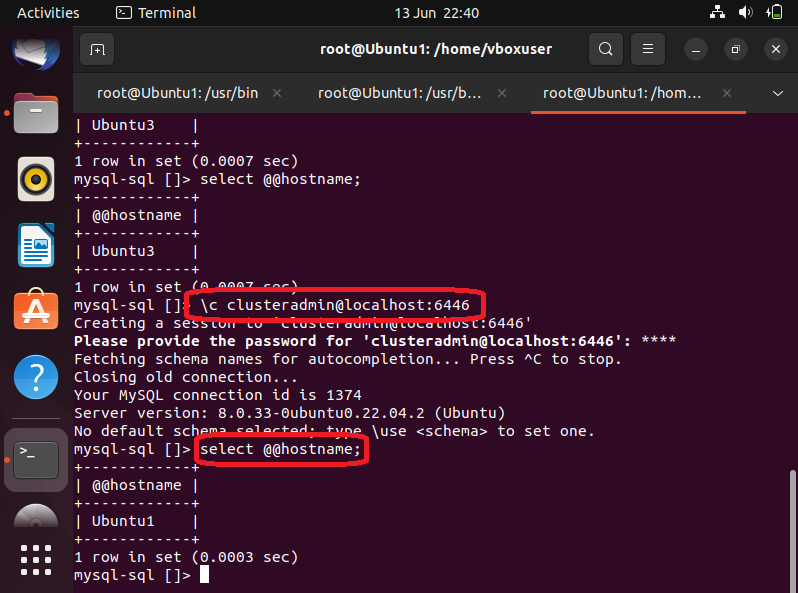 Activities Terminal 13 Jun 22:40
root@Ubuntu1: /home/vboxuser
root@Ubuntu1: /usr/bin × root@Ubuntu1: /usr/b... × root@Ubuntu1: /hom... ×
| Ubuntu3    |
+------------+
1 row in set (0.0007 sec)
mysql-sql []> select @@hostname;
+------------+
| @@hostname |
+------------+
| Ubuntu3    |
+------------+
1 row in set (0.0007 sec)
mysql-sql []> \c clusteradmin@localhost:6446
Creating a session to 'clusteradmin@localhost:6446'
Please provide the password for 'clusteradmin@localhost:6446': ****
Fetching schema names for autocompletion... Press ^C to stop.
Closing old connection...
Your MySQL connection id is 1374
Server version: 8.0.33-0ubuntu0.22.04.2 (Ubuntu)
No default schema selected; type \use <schema> to set one.
mysql-sql []> select @@hostname;
+------------+
| @@hostname |
+------------+
| Ubuntu1    |
+------------+
1 row in set (0.0003 sec)
mysql-sql []>